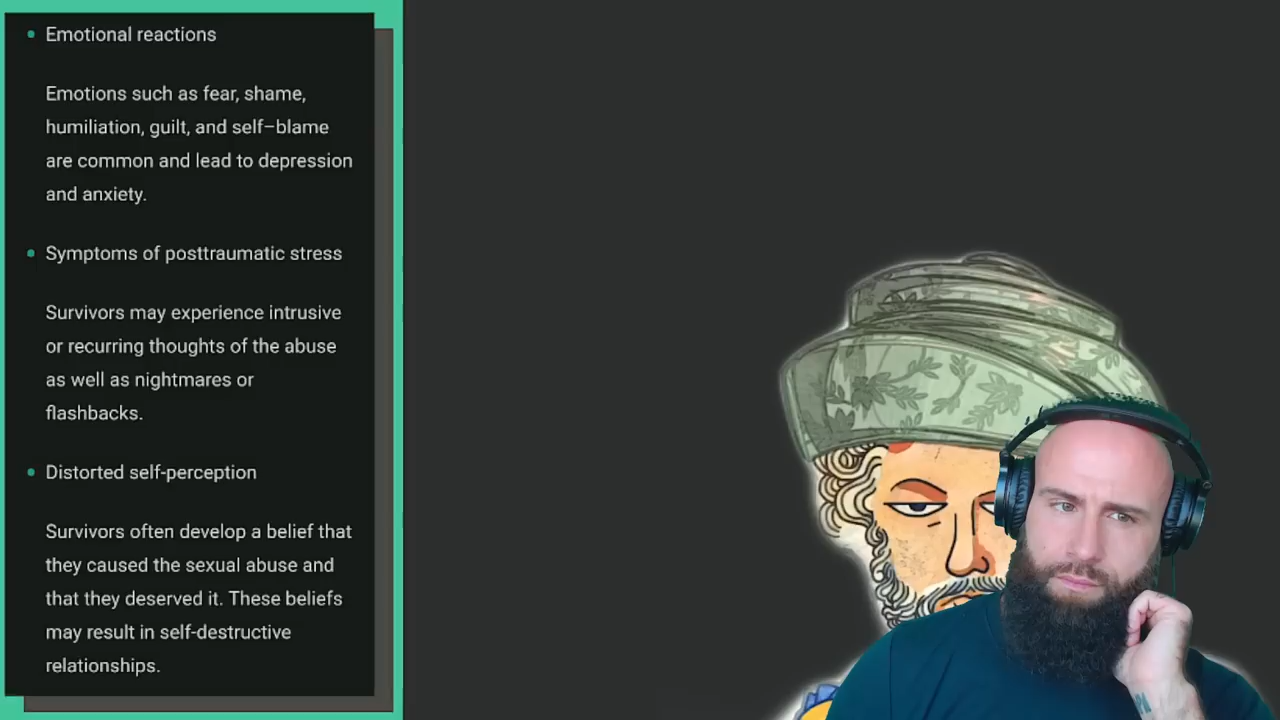 Emotional reactions
Emotions such as fear, shame,
humiliation, guilt, and self–blame
are common and lead to depression
and anxiety.
Symptoms of posttraumatic stress
Survivors may experience intrusive
or recurring thoughts of the abuse
as well as nightmares or
flashbacks.
Distorted self-perception
Survivors often develop a belief that
they caused the sexual abuse and
that they deserved it. These beliefs
may result in self-destructive
relationships.